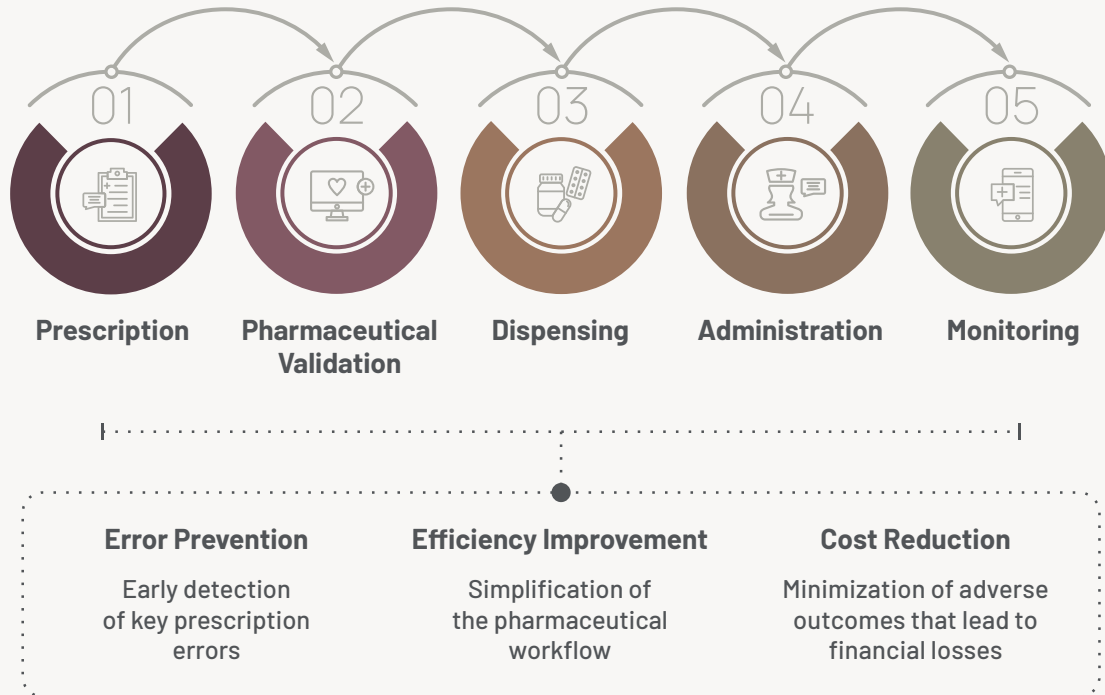 01
02
03
04
05
Prescription
Pharmaceutical
Validation
Dispensing
Administration
Monitoring
Error Prevention
Early detection
of key prescription
errors
Efficiency Improvement
Simplification of
the pharmaceutical
workflow
Cost Reduction
Minimization of adverse
outcomes that lead to
financial losses